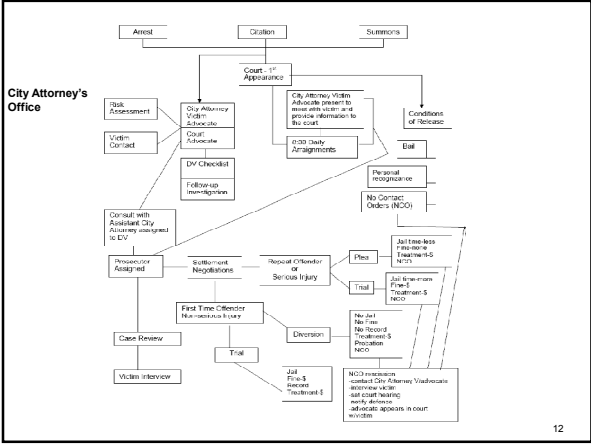 Arrest
Citation
Summons
Court - 1st
Appearance
City Attorney's
Office
Risk
Assessment
Victim
Contact
City Attorney
Victim
Advocate
Court
Advocate
DV Checklist
Follow-up
Investigation
City Attorney Victim
Advocate present to
meet with victim and
provide information to
the court
8:00 Daily
Arraignments
Conditions
of Release
Bail
Personal
recognizance
No Contact
Orders (NCO)
Consult with
Assistant City
Attorney assigned
to DV
Prosecutor
Assigned
Settlement
Negotiations
Repeat Offender
or
Serious Injury
Plea
Jail time-less
Fine-none
Treatment-$
NCO
Trial
Jail time-more
Fine-$
Treatment-$
NCO
First Time Offender
Non-serious Injury
Diversion
No Jail
No Fine
No Record
Treatment-$
Probation
NCO
Case Review
Trial
Victim Interview
Jail
Fine-$
Record
Treatment-$
NCO rescission
-contact City Attorney V/advocate
-interview victim
-set court hearing
-notify defense
-advocate appears in court
w/victim
12